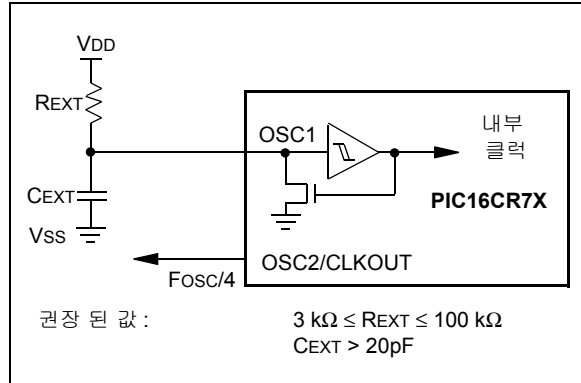 VDD
REXT
OSC1
내부
클럭
CEXT
PIC16CR7X
VSS
OSC2/CLKOUT
FOSC/4
권장 된 값 : 3 kΩ ≤ REXT ≤ 100 kΩ
CEXT > 20pF